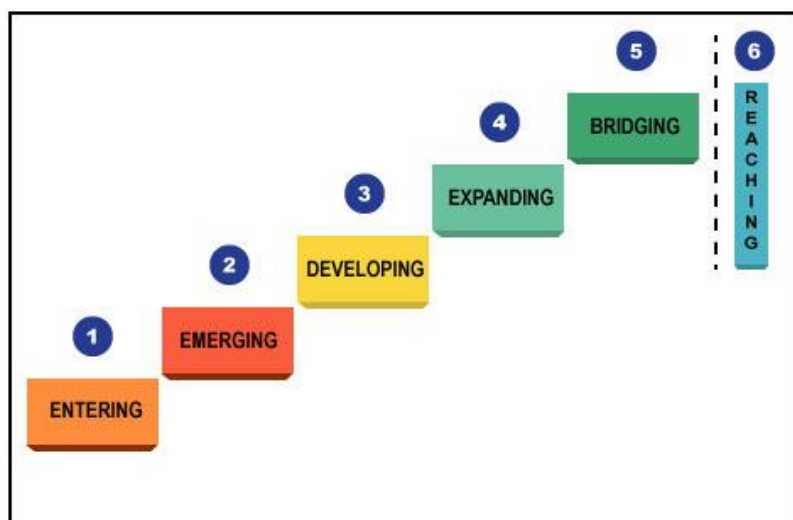 1
ENTERING
2
EMERGING
3
DEVELOPING
4
EXPANDING
5
BRIDGING
6
REACHING